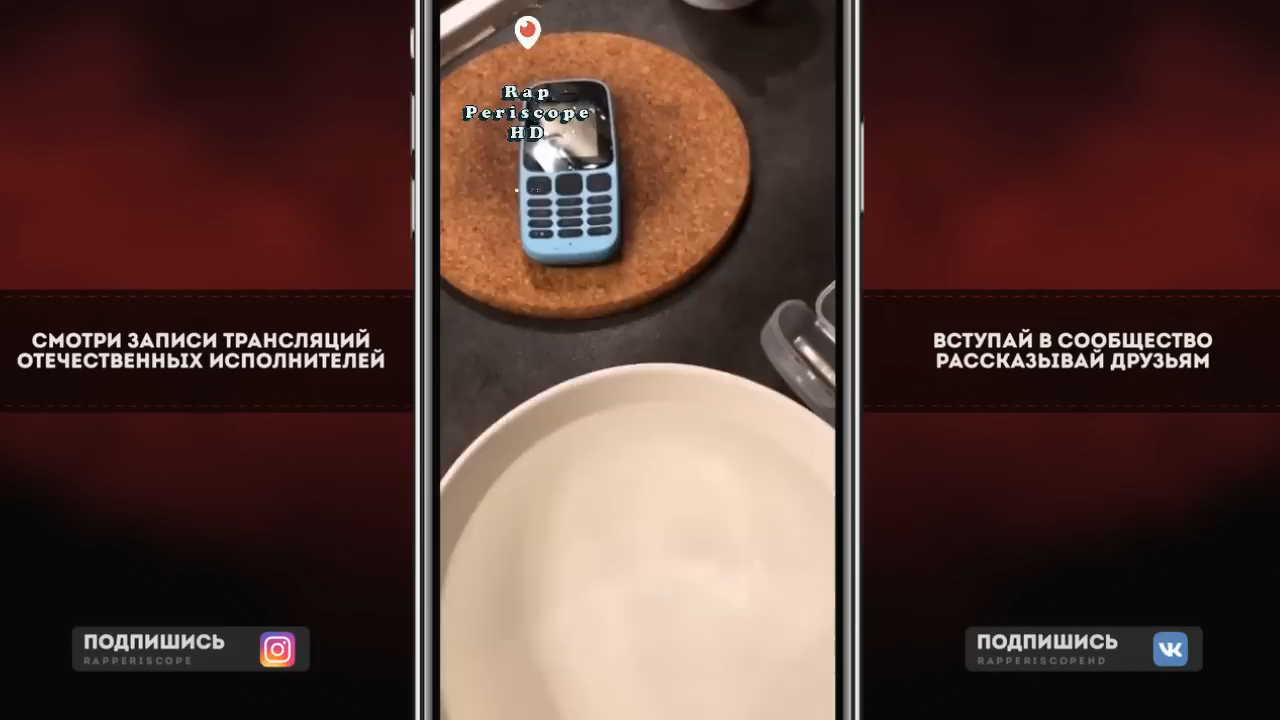 Rap
Periscope
HD
СМОТРИ ЗАПИСИ ТРАНСЛЯЦИЙ
ОТЕЧЕСТВЕННЫХ ИСПОЛНИТЕЛЕЙ
ВСТУПАЙ В СООБЩЕСТВО
РАССКАЗЫВАЙ ДРУЗЬЯМ
ПОДПИШИСЬ
RAPPERISCOPE
ПОДПИШИСЬ
RAPPERISCOPEHD